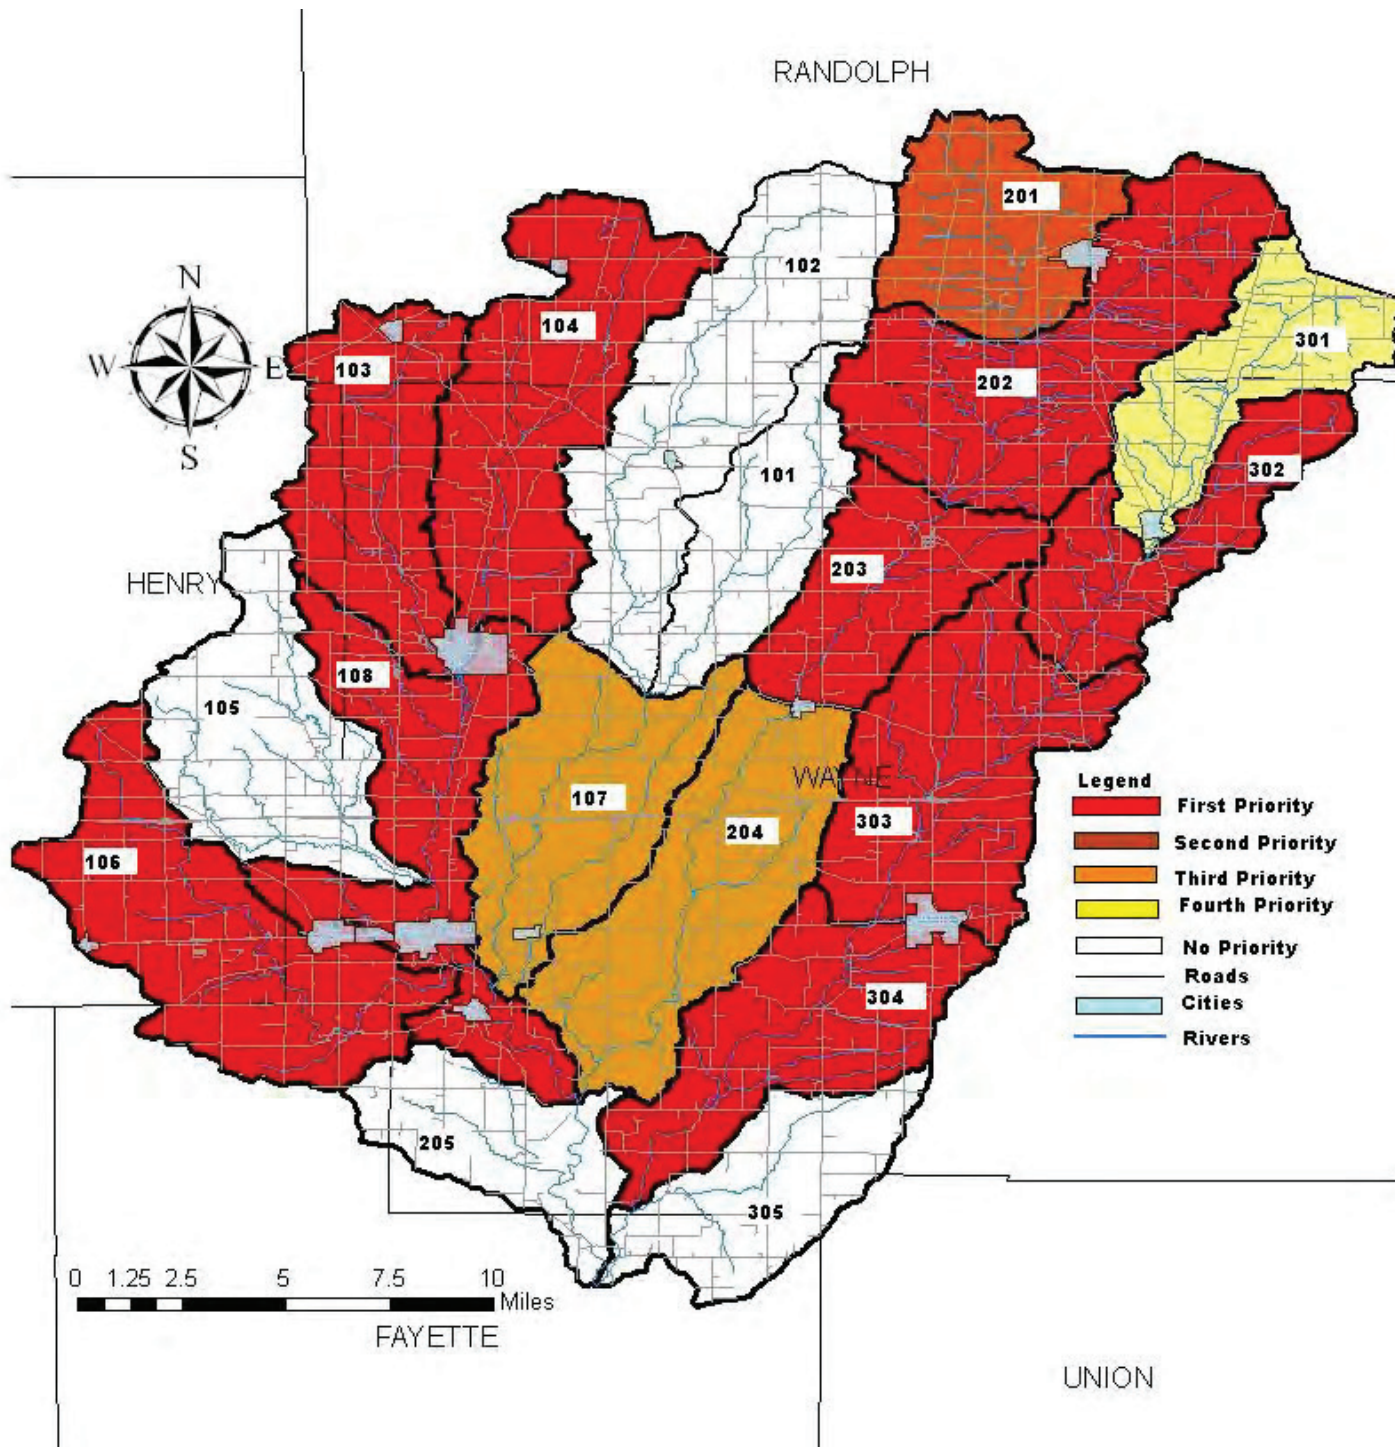 RANDOLPH
201
102
104
301
N
W
E
S
103
202
302
101
203
HENRY
108
105
107
WAYNE
204
303
106
304
205
305
Legend
First Priority
Second Priority
Third Priority
Fourth Priority
No Priority
Roads
Cities
Rivers
0 1.25 2.5 5 7.5 10
Miles
FAYETTE
UNION